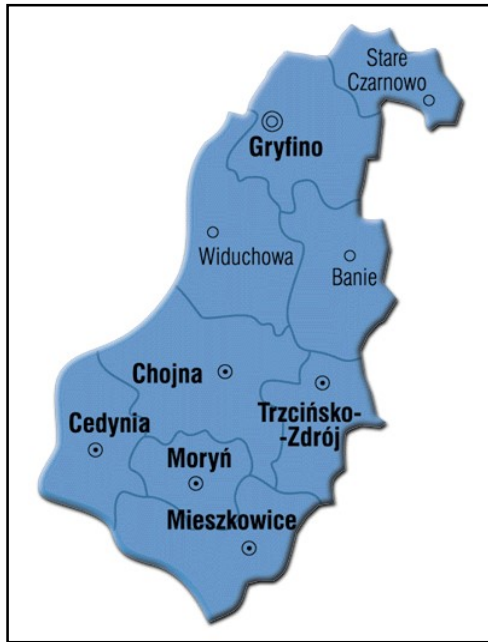 Stare
Czarnowo
Gryfino
Widuchowa
Banie
Chojna
Trzcińsko-
-Zdrój
Cedynia
Moryń
Mieszkowice